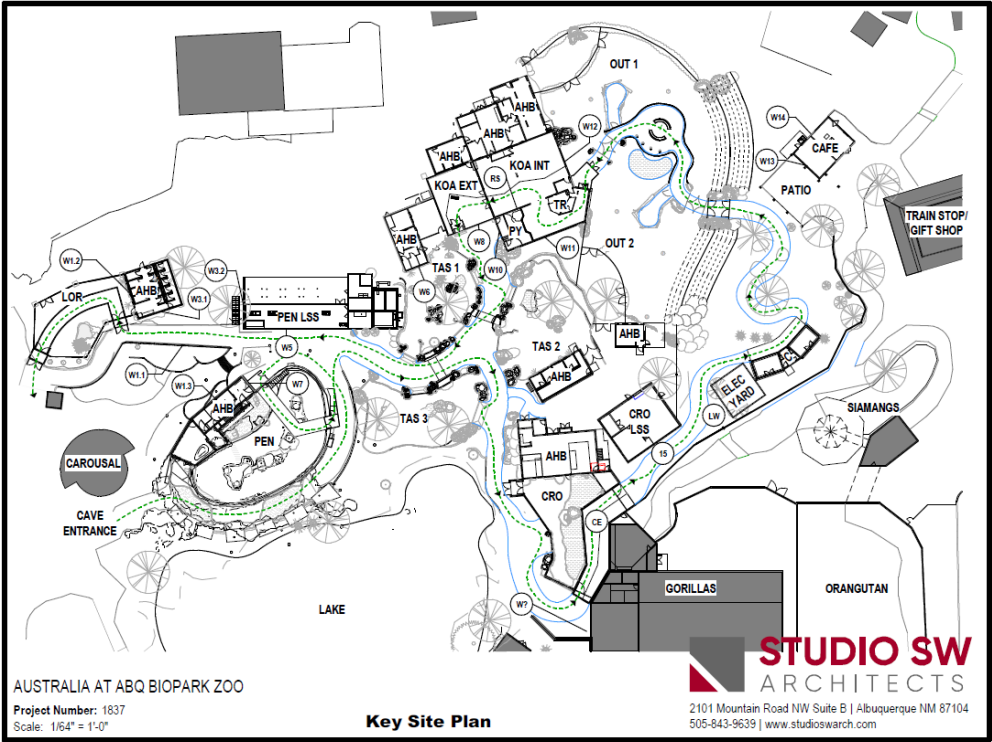 OUT 1
AHB
W14
W12
AHB
CAFE
AHB
KOA INT
W13
RS
KOA EXT
PATIO
TR
TRAIN STOP/
GIFT SHOP
PY
AHB
W8
W11
OUT 2
W1.2
W3.2
TAS 1
W10
AHB
LOR
W3.1
W6
PEN LSS
AHB
W5
TAS 2
W1.1
W1.3
W7
AHB
ELEC
YARD
AHB
TAS 3
CRO
LSS
LW
SIAMANGS
PEN
AHB
15
CAROUSAL
CRO
CAVE
ENTRANCE
CE
GORILLAS
ORANGUTAN
W?
LAKE
STUDIO SW
ARCHITECTS
AUSTRALIA AT ABQ BIOPARK ZOO
Project Number: 1837
Scale: 1/64" = 1'-0"
Key Site Plan
2101 Mountain Road NW Suite B | Albuquerque NM 87104
505-843-9639 | www.studioswarch.com